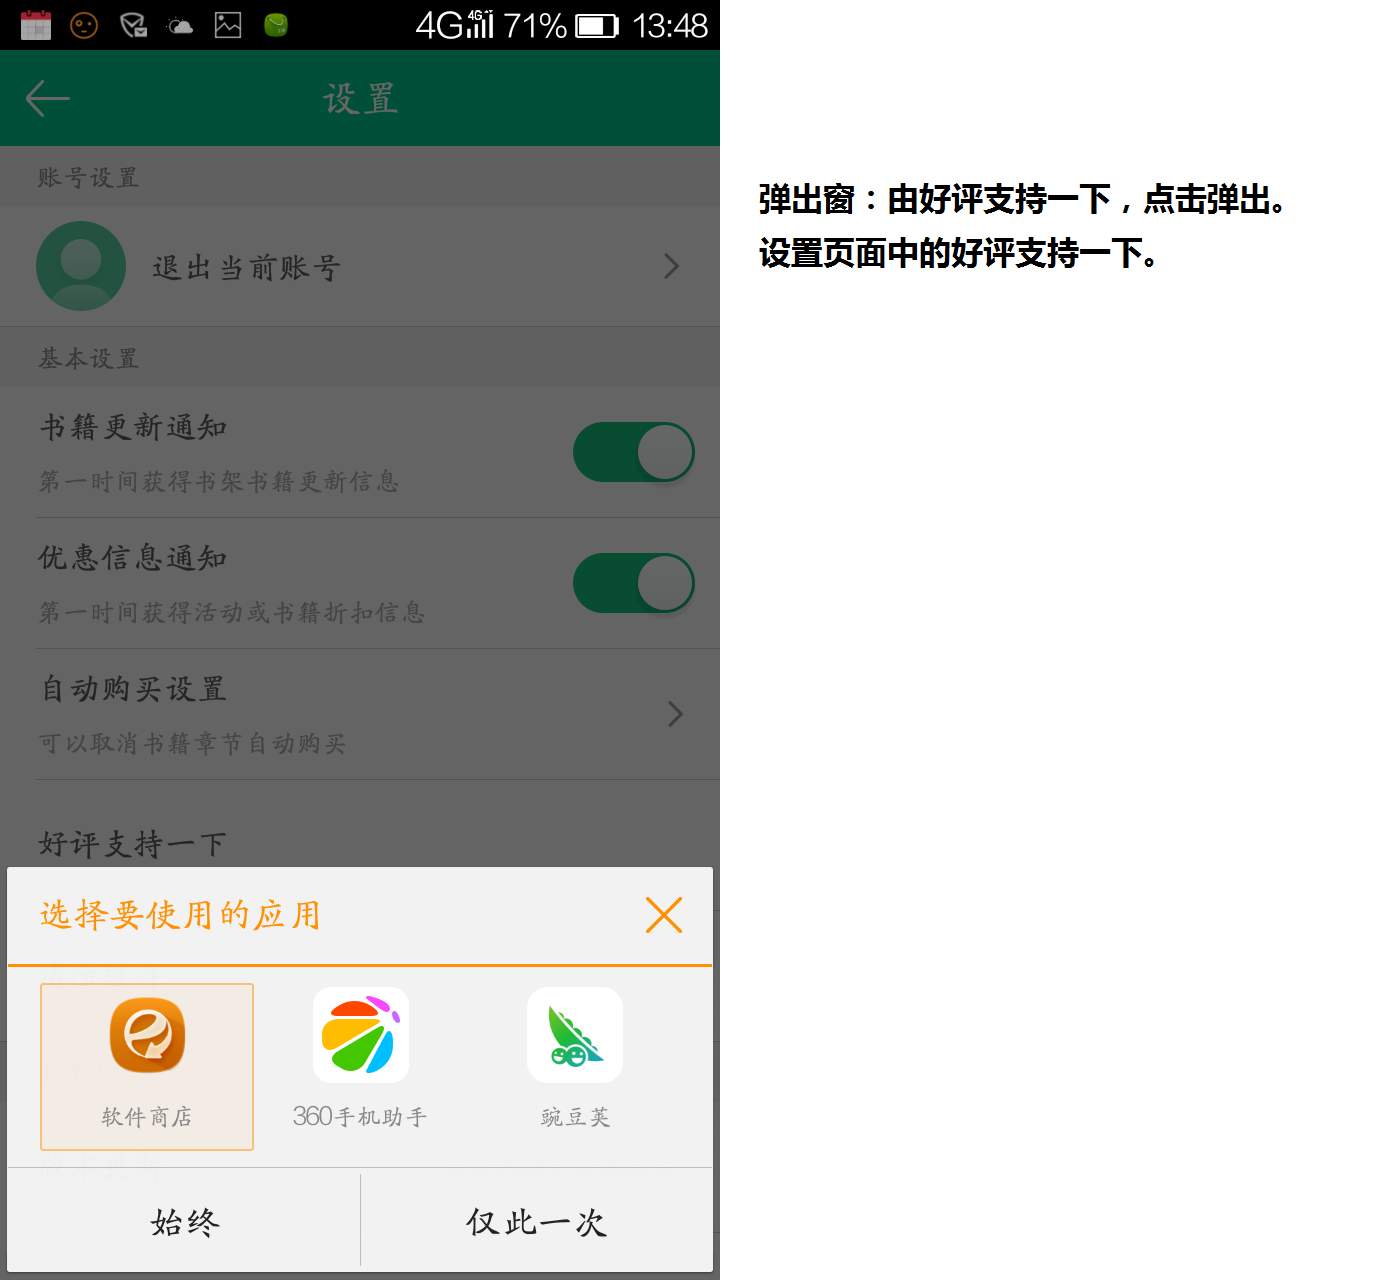 4G 4G 71% 13:48
设置
账号设置
退出当前账号
基本设置
书籍更新通知
第一时间获得书架书籍更新信息
优惠信息通知
第一时间获得活动或书籍折扣信息
自动购买设置
可以取消书籍章节自动购买
好评支持一下
选择要使用的应用
软件商店 360手机助手 豌豆荚
版本更新
始终 仅此一次
弹出窗：由好评支持一下，点击弹出。
设置页面中的好评支持一下。